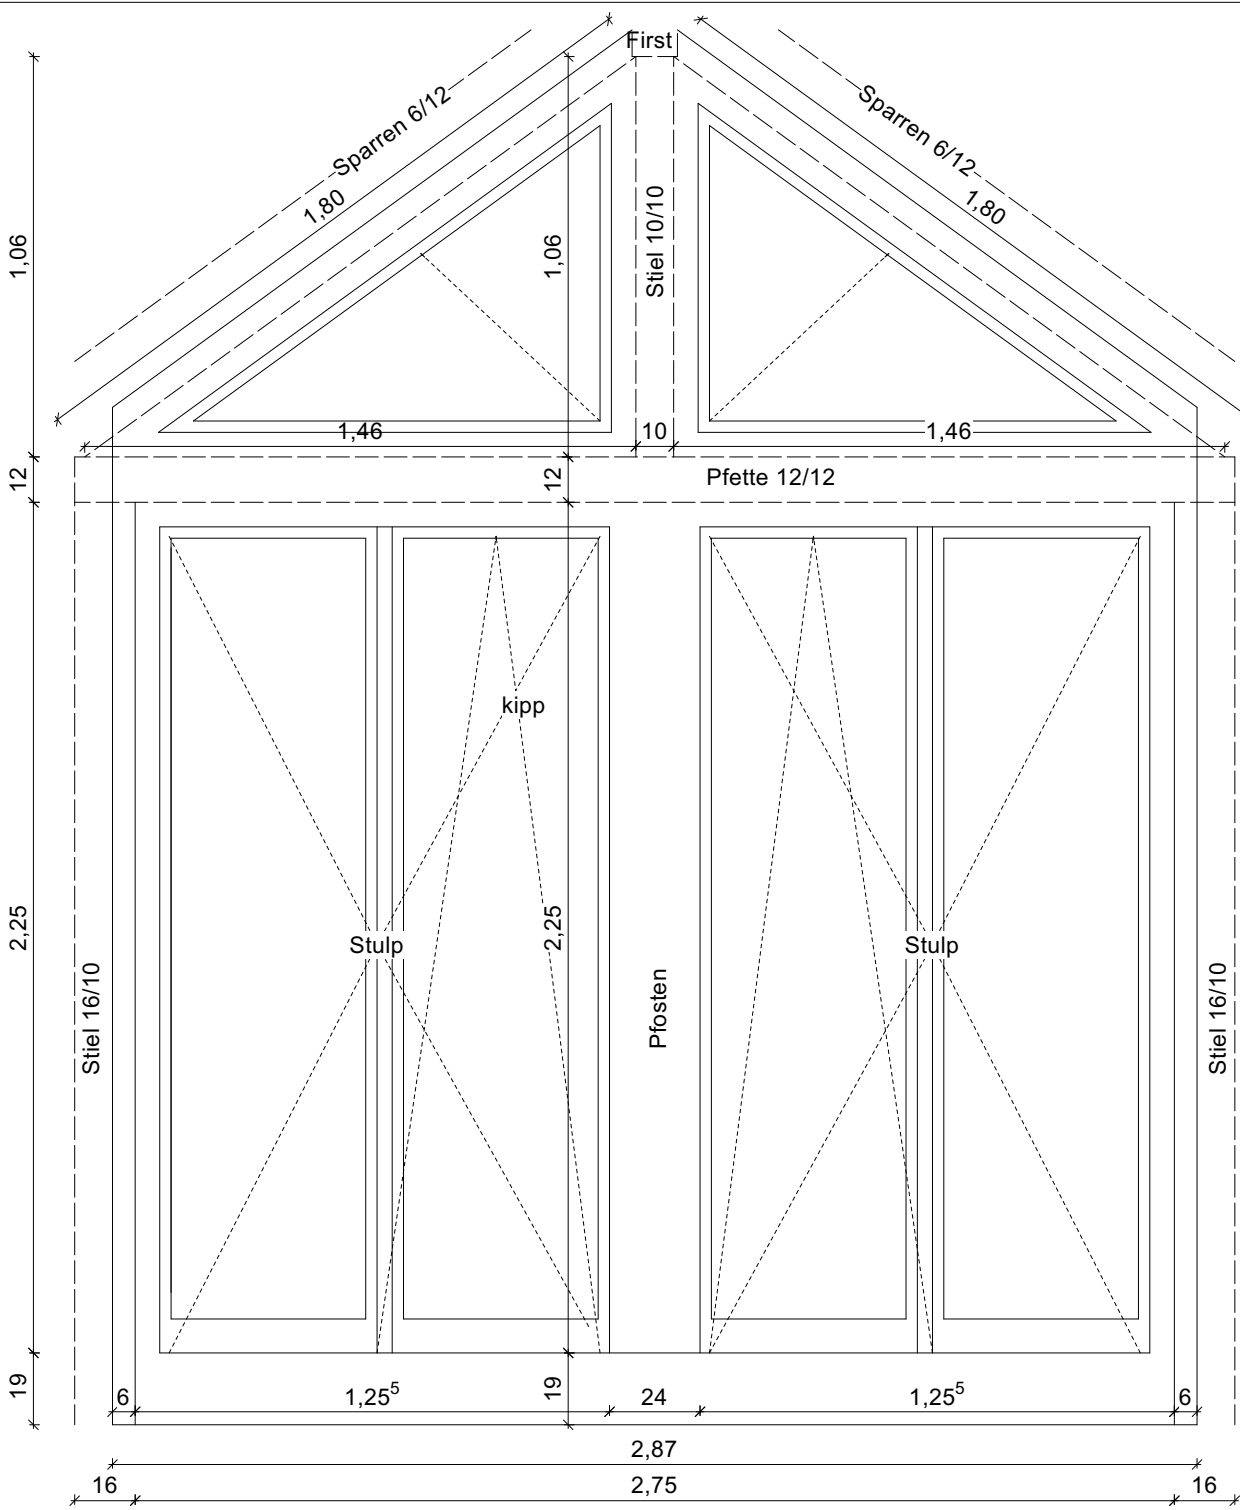 First
Sparren 6/12
Sparren 6/12
1,80
1,80
1,06
1,06
Stiel 10/10
1,46
10
1,46
12
12
Pfette 12/12
kipp
2,25
2,25
Stulp
Stulp
Stiel 16/10
Pfosten
Stiel 16/10
19
6
1,25⁵
19
24
1,25⁵
6
2,87
16
2,75
16